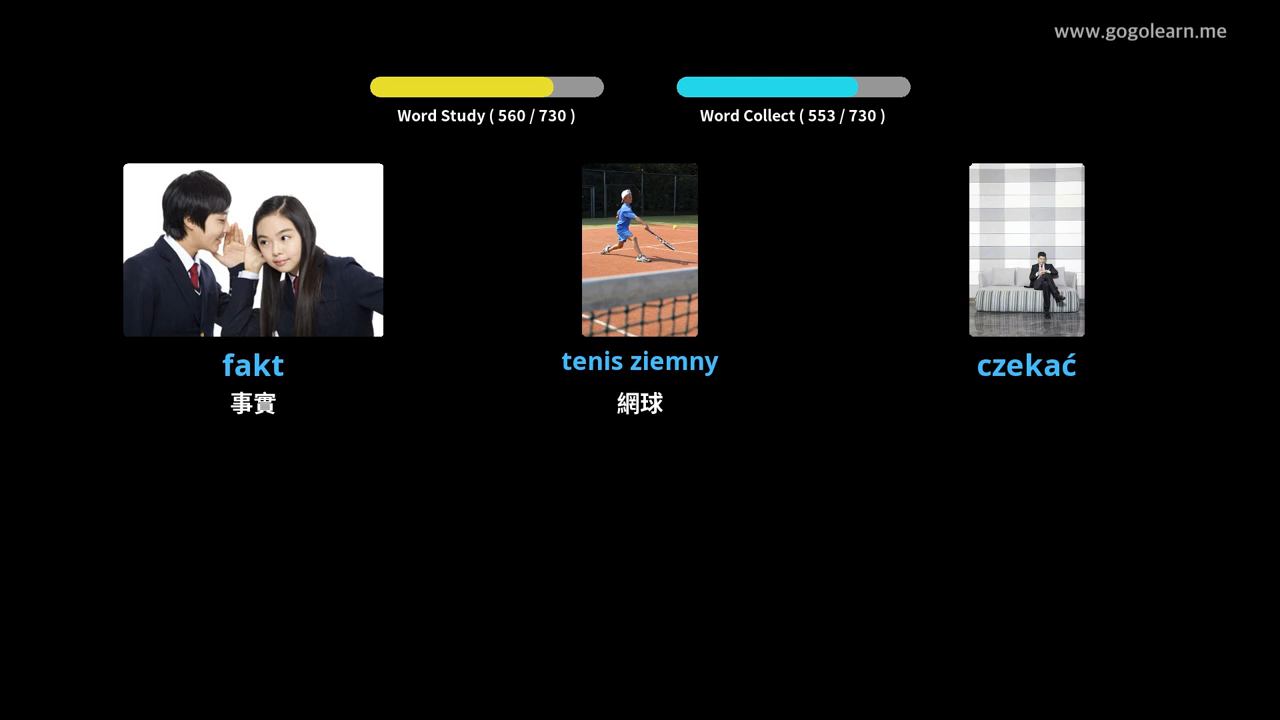 www.gogolearn.me
Word Study ( 560 / 730 )
Word Collect ( 553 / 730 )
fakt
tenis ziemny
czekać
事實
網球